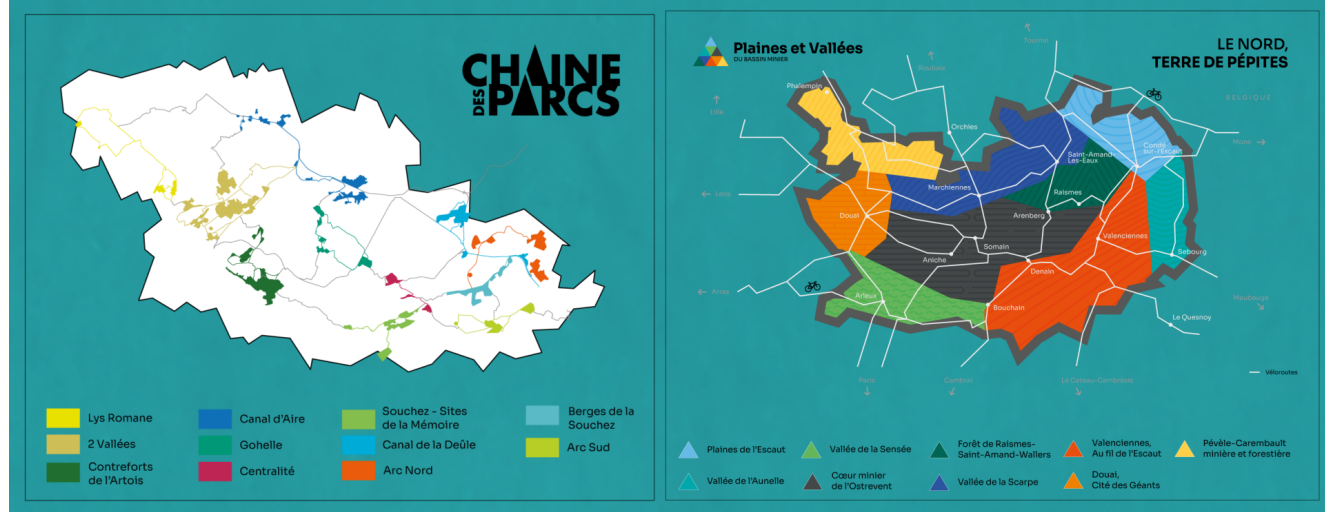 CHAINE
DES PARCS
Lys Romane
2 Vallées
Contreforts
de l'Artois
Canal d'Aire
Gohelle
Centralité
Souchez - Sites
de la Mémoire
Canal de la Deûle
Arc Nord
Berges de la
Souchez
Arc Sud
Plaines et Vallées
DU BASSIN MINIER
LE NORD,
TERRE DE PÉPITES
Tournai
Roubaix
Lille
Phalempin
BELGIQUE
Orchies
Condé
-sur-l'Escaut
Mons
Saint-Amand
-Les-Eaux
Marchiennes
Lens
Raismes
Douai
Arenberg
Valenciennes
Somain
Aniche
Sebourg
Denain
Arras
Arleux
Bouchain
Maubeuge
Le Quesnoy
Véloroutes
Paris
Cambrai
Le Cateau-Cambrésis
Plaines de l'Escaut
Vallée de l'Aunelle
Vallée de la Sensée
Cœur minier
de l'Ostrevent
Forêt de Raismes-
Saint-Amand-Wallers
Vallée de la Scarpe
Valenciennes,
Au fil de l'Escaut
Douai,
Cité des Géants
Pévèle-Carembault
minière et forestière